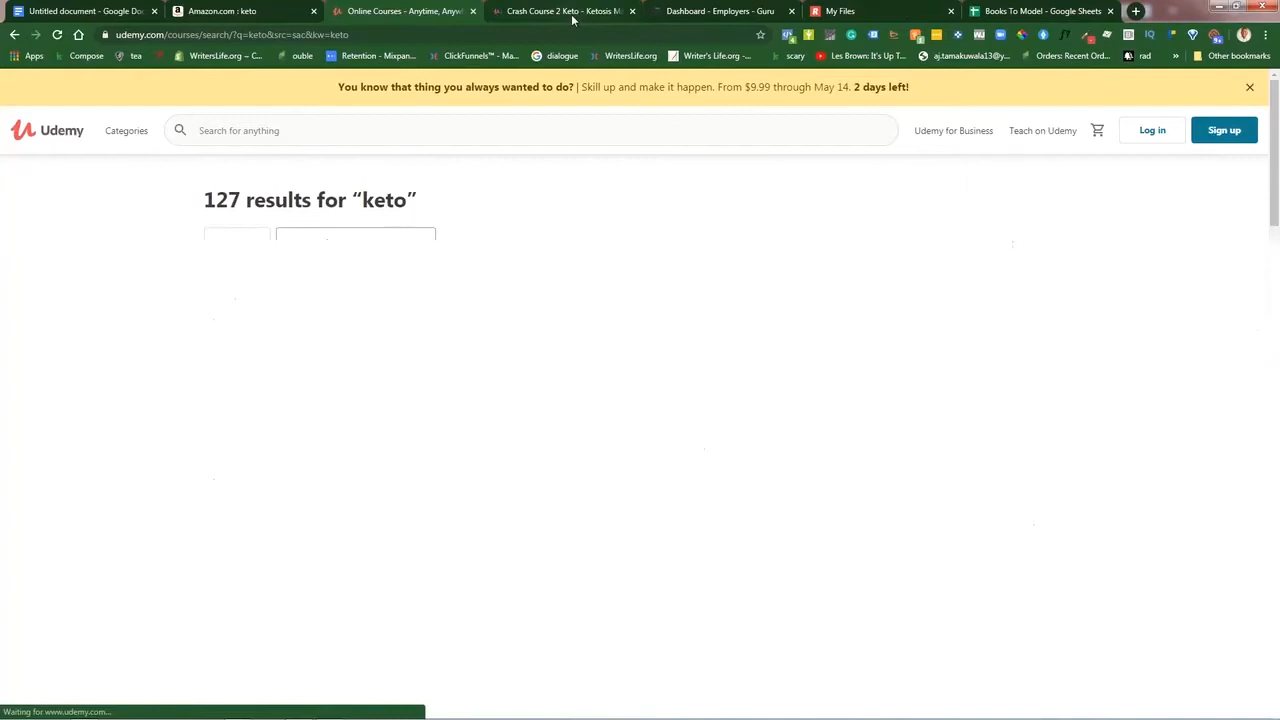 Untitled document - Google Do
Amazon.com : keto
Online Courses - Anytime, Anyw
Crash Course 2 Keto - Ketosis M
Dashboard - Employers - Guru
My Files
Books To Model - Google Sheets
udemy.com/courses/search/?q=keto&src=sac&kw=keto
Apps
Compose
tea
WritersLife.org ~ C...
ouble
Retention - Mixpan...
ClickFunnels™ - Ma...
dialogue
WritersLife.org
Writer's Life.org -...
scary
Les Brown: It's Up T...
aj.tamakuwala13@y...
Orders: Recent Ord...
rad
»
Other bookmarks
You know that thing you always wanted to do? | Skill up and make it happen. From $9.99 through May 14. 2 days left!
Udemy
Categories
Search for anything
Udemy for Business
Teach on Udemy
Log in
Sign up
127 results for “keto”
Waiting for www.udemy.com...